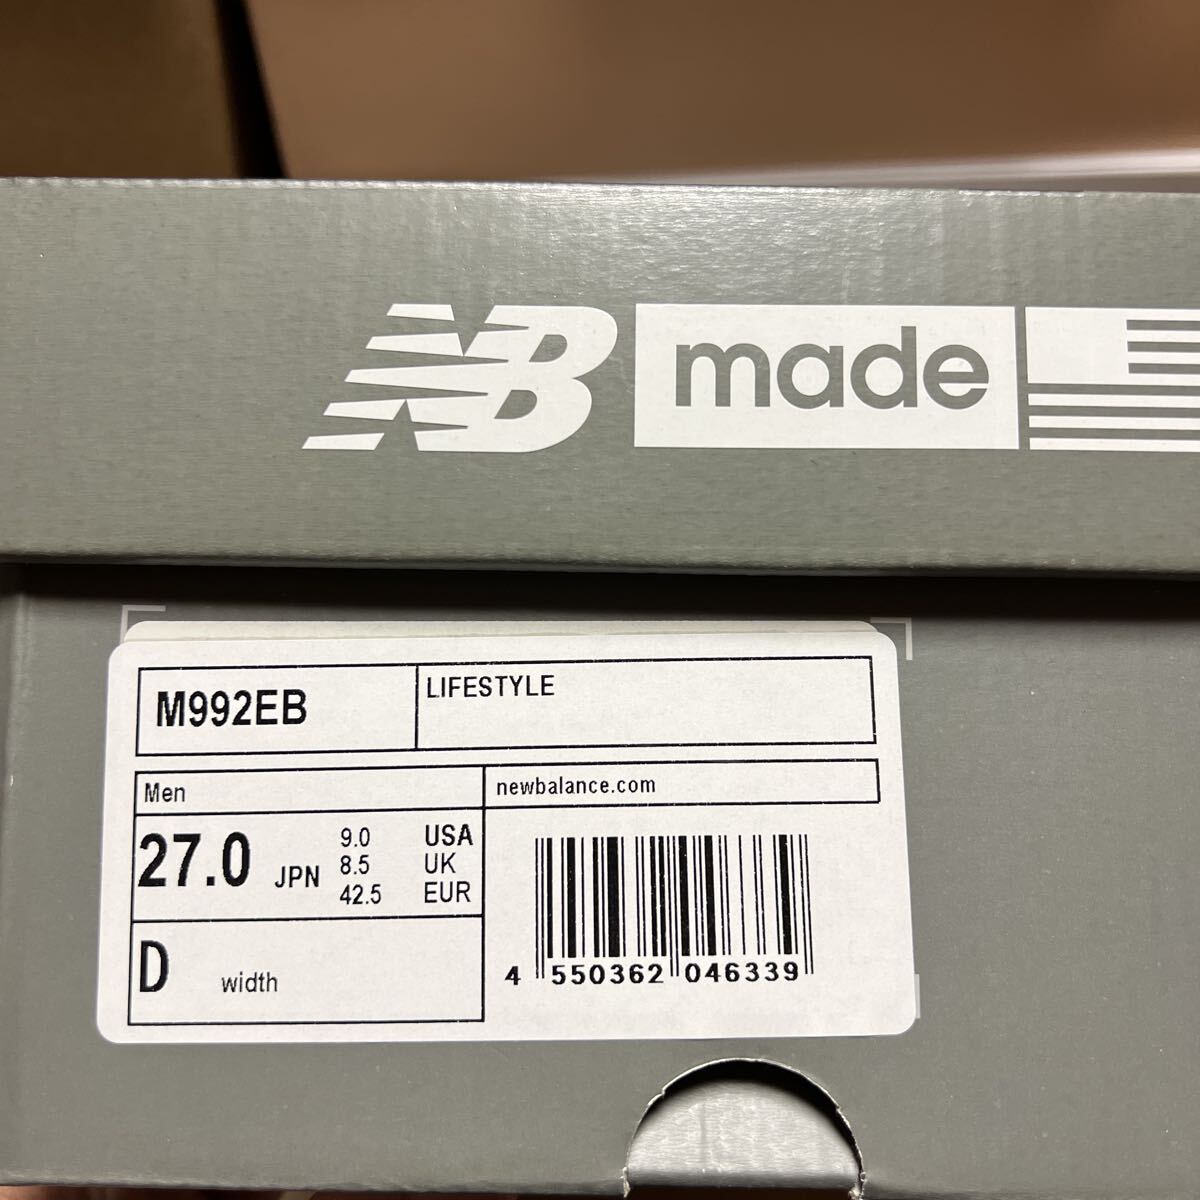 NB made
M992EB
LIFESTYLE
Men
newbalance.com
27.0 JPN
9.0 USA
8.5 UK
42.5 EUR
D width
4 550362 046339